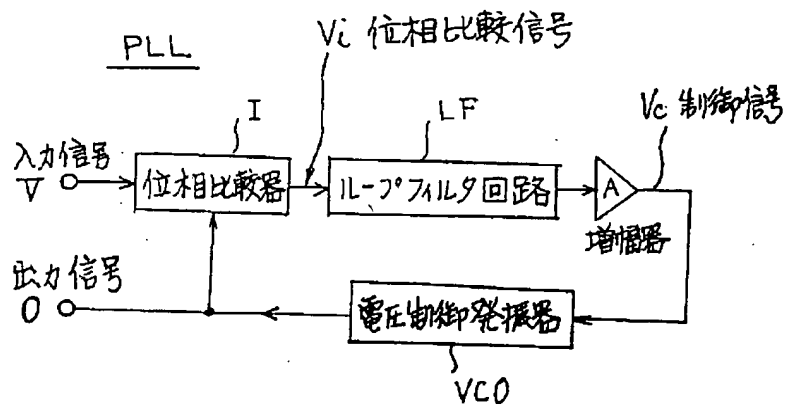 PLL
Vi 位相比較信号
I
LF
Vc 制御信号
入力信号
V
位相比較器
ループフィルタ回路
A
増幅器
出力信号
O
電圧制御発振器
VCO